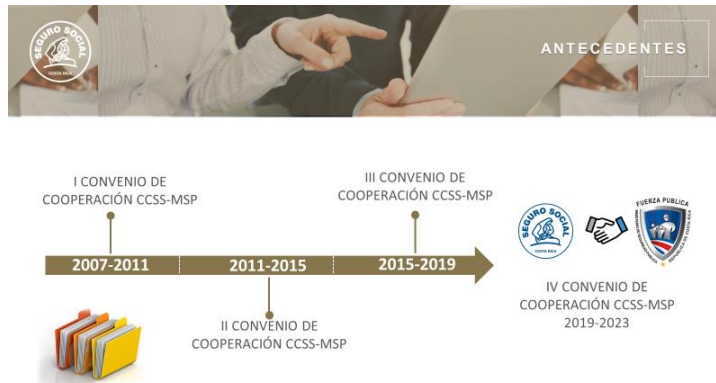 SEGURO SOCIAL
COSTA RICA
ANTECEDENTES
I CONVENIO DE
COOPERACIÓN CCSS-MSP
III CONVENIO DE
COOPERACIÓN CCSS-MSP
2007-2011
2011-2015
2015-2019
II CONVENIO DE
COOPERACIÓN CCSS-MSP
SEGURO SOCIAL
COSTA RICA
FUERZA PUBLICA
IV CONVENIO DE
COOPERACIÓN CCSS-MSP
2019-2023